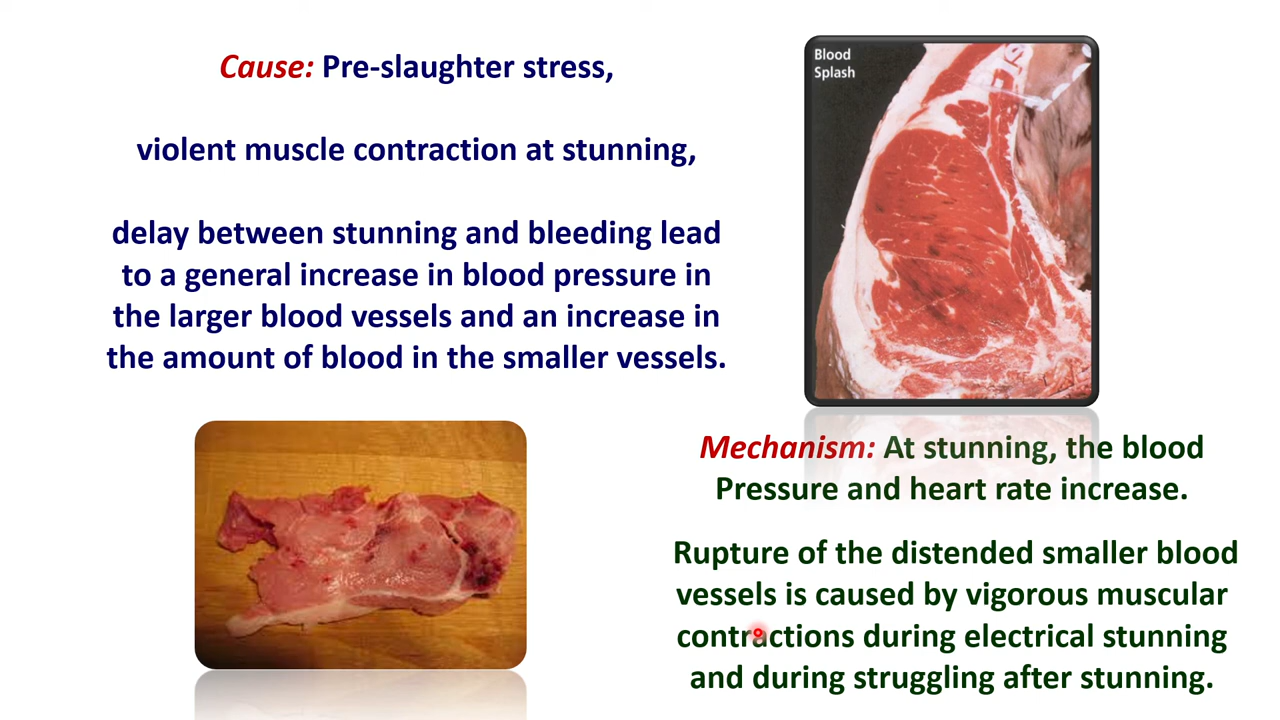 Cause: Pre-slaughter stress,
violent muscle contraction at stunning,
delay between stunning and bleeding lead
to a general increase in blood pressure in
the larger blood vessels and an increase in
the amount of blood in the smaller vessels.
Blood
Splash
Mechanism: At stunning, the blood
Pressure and heart rate increase.
Rupture of the distended smaller blood
vessels is caused by vigorous muscular
contractions during electrical stunning
and during struggling after stunning.